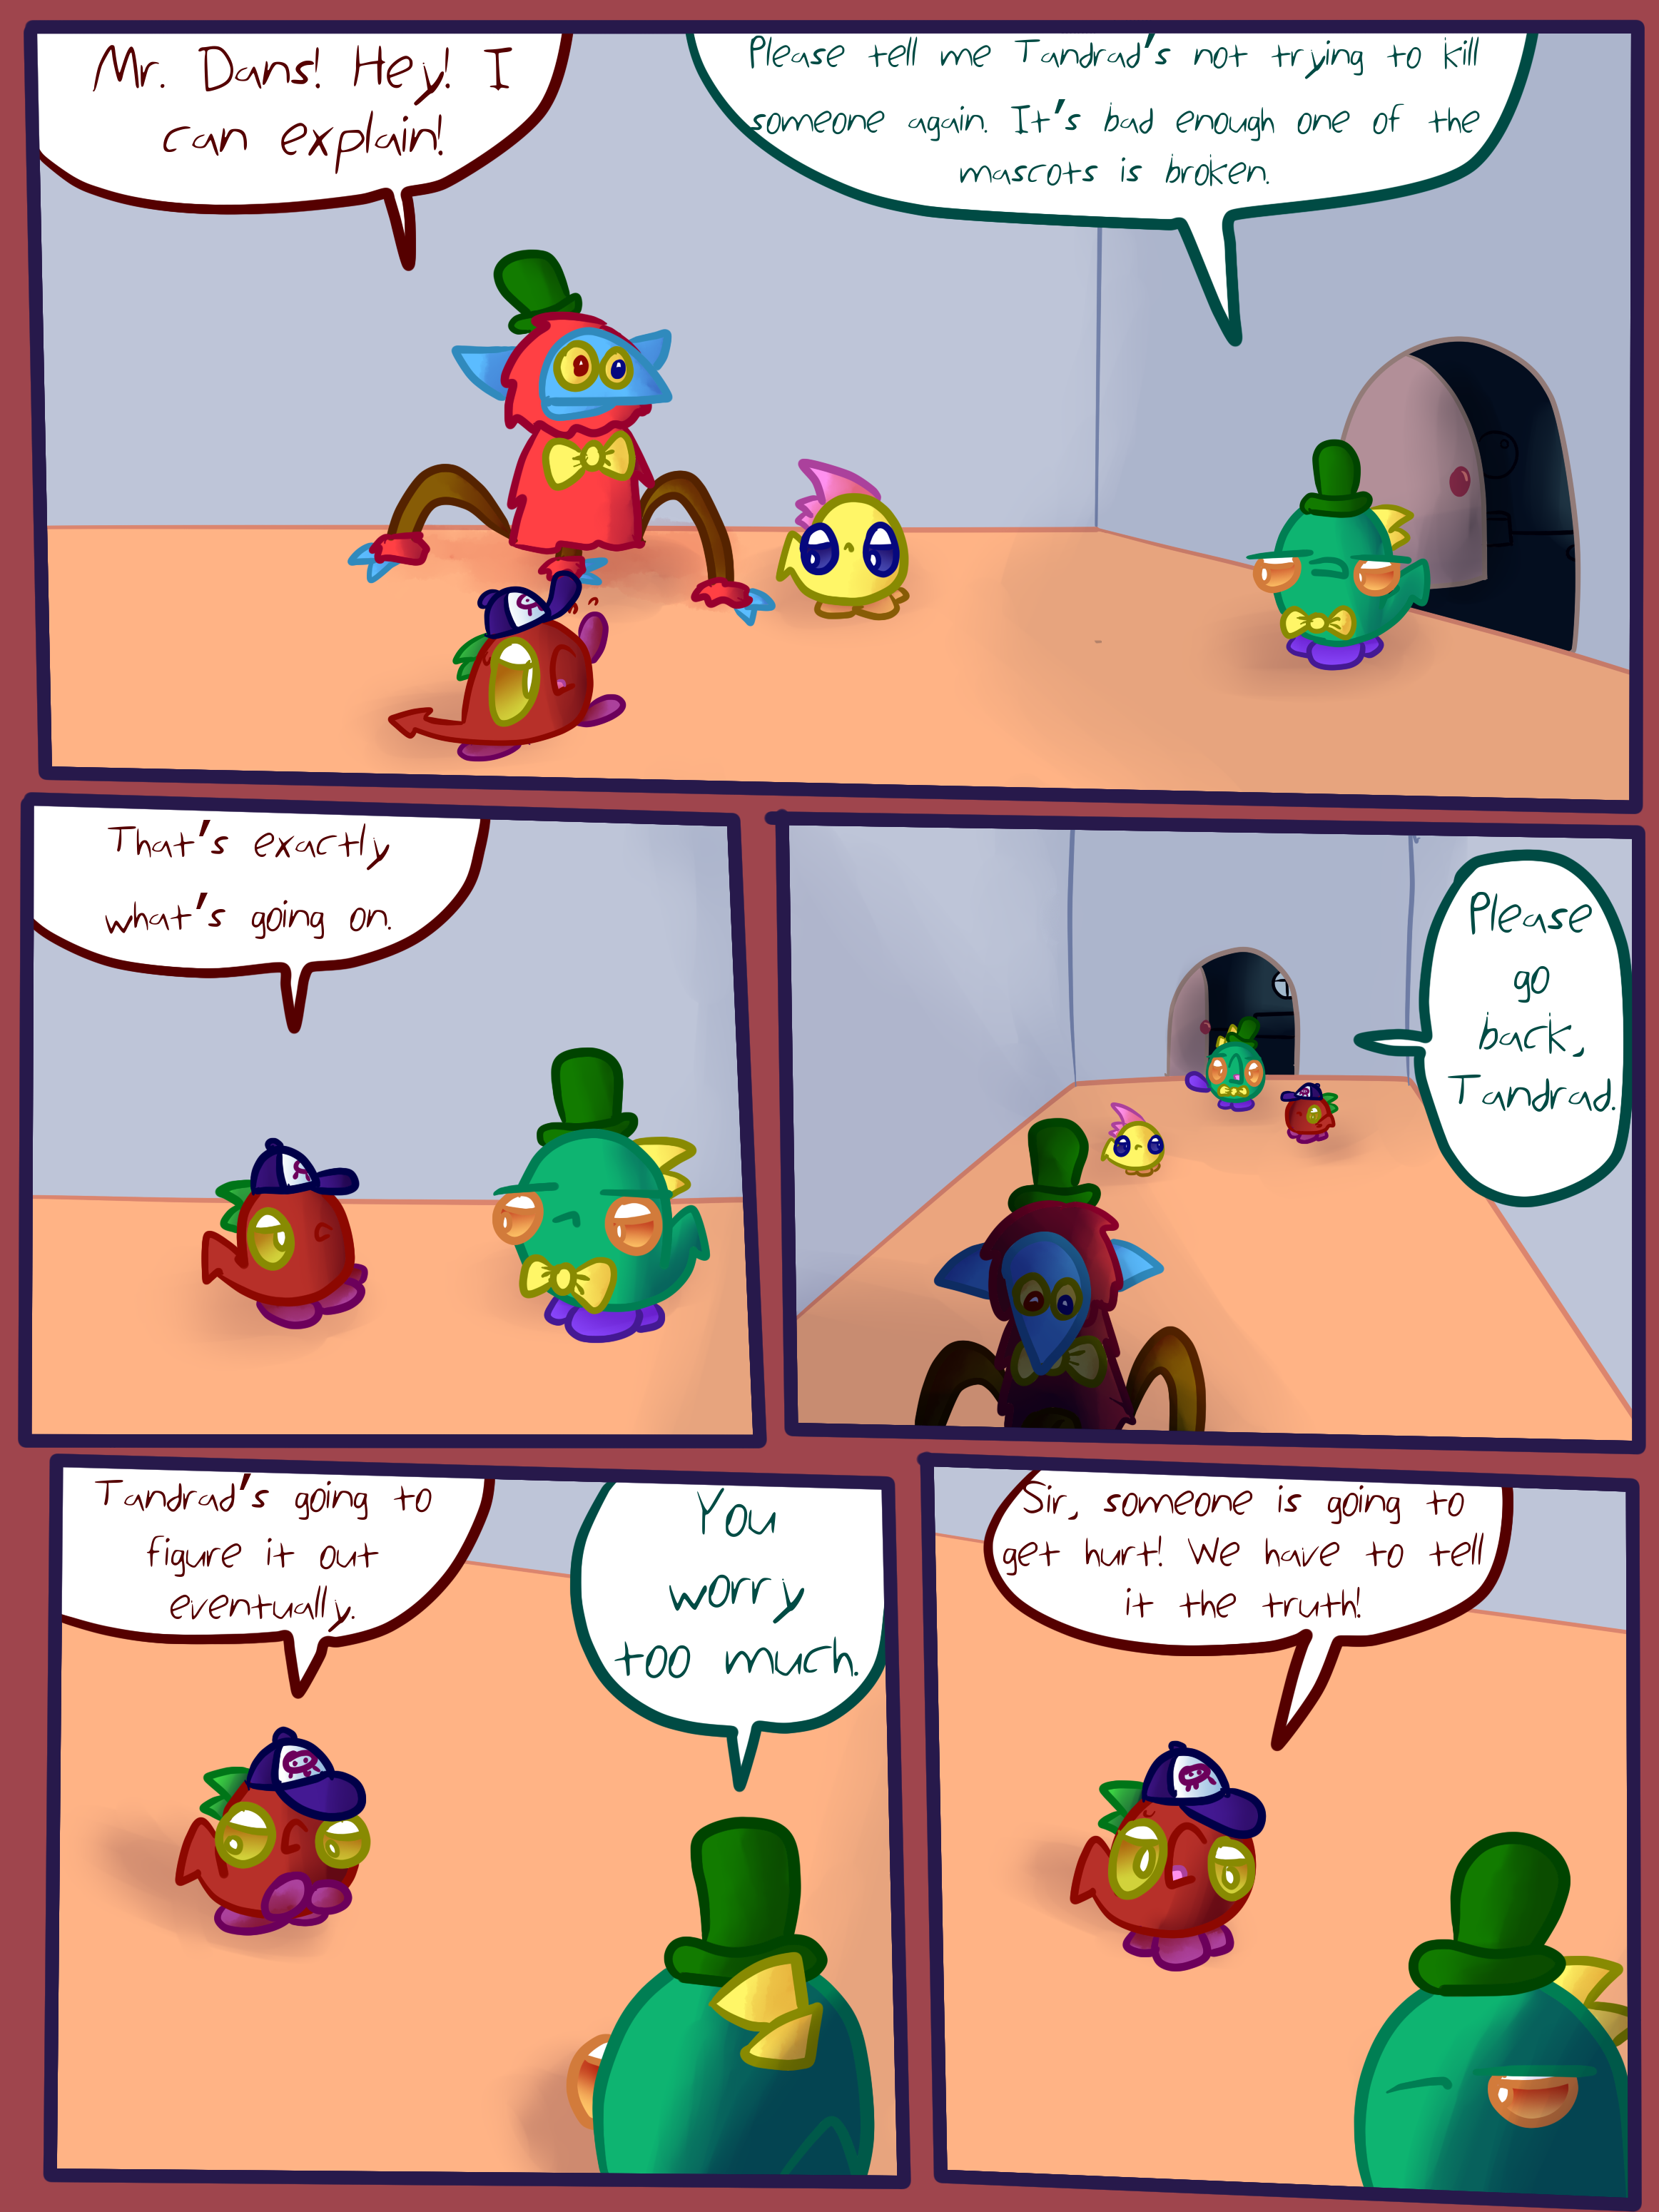 Mr. Dans! Hey! I
can explain!
Please tell me Tandrad's not trying to kill
someone again. It's bad enough one of the
mascots is broken.
That's exactly
what's going on.
Please
go
back,
Tandrad.
Tandrad's going to
figure it out
eventually.
You
worry
too much.
Sir, someone is going to
get hurt! We have to tell
it the truth!